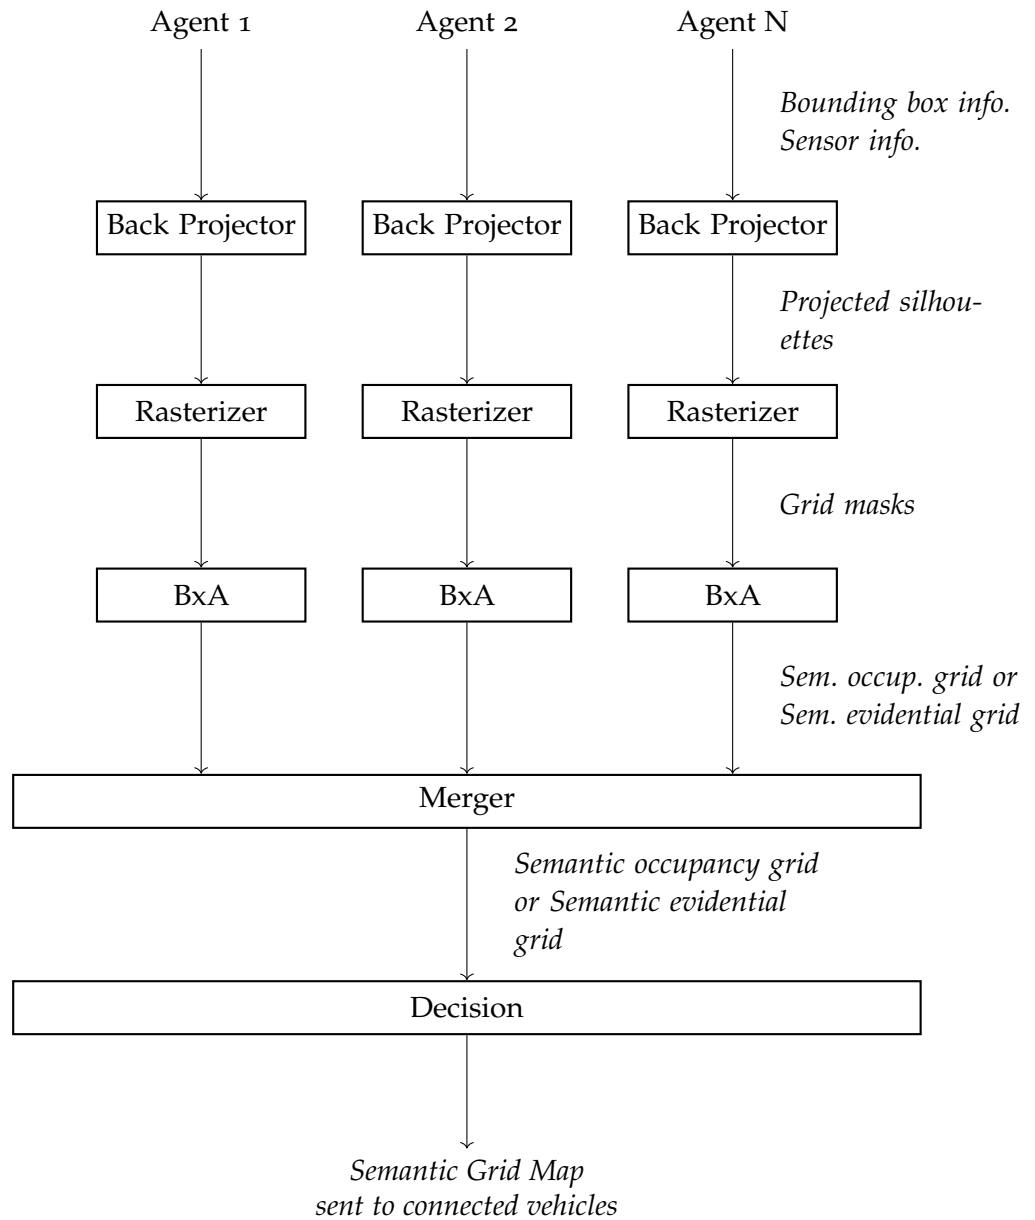 Agent 1 Agent 2 Agent N
Bounding box info.
Sensor info.
Back Projector Back Projector Back Projector
Projected silhou-
ettes
Rasterizer Rasterizer Rasterizer
Grid masks
BxA BxA BxA
Sem. occup. grid or
Sem. evidential grid
Merger
Semantic occupancy grid
or Semantic evidential
grid
Decision
Semantic Grid Map
sent to connected vehicles